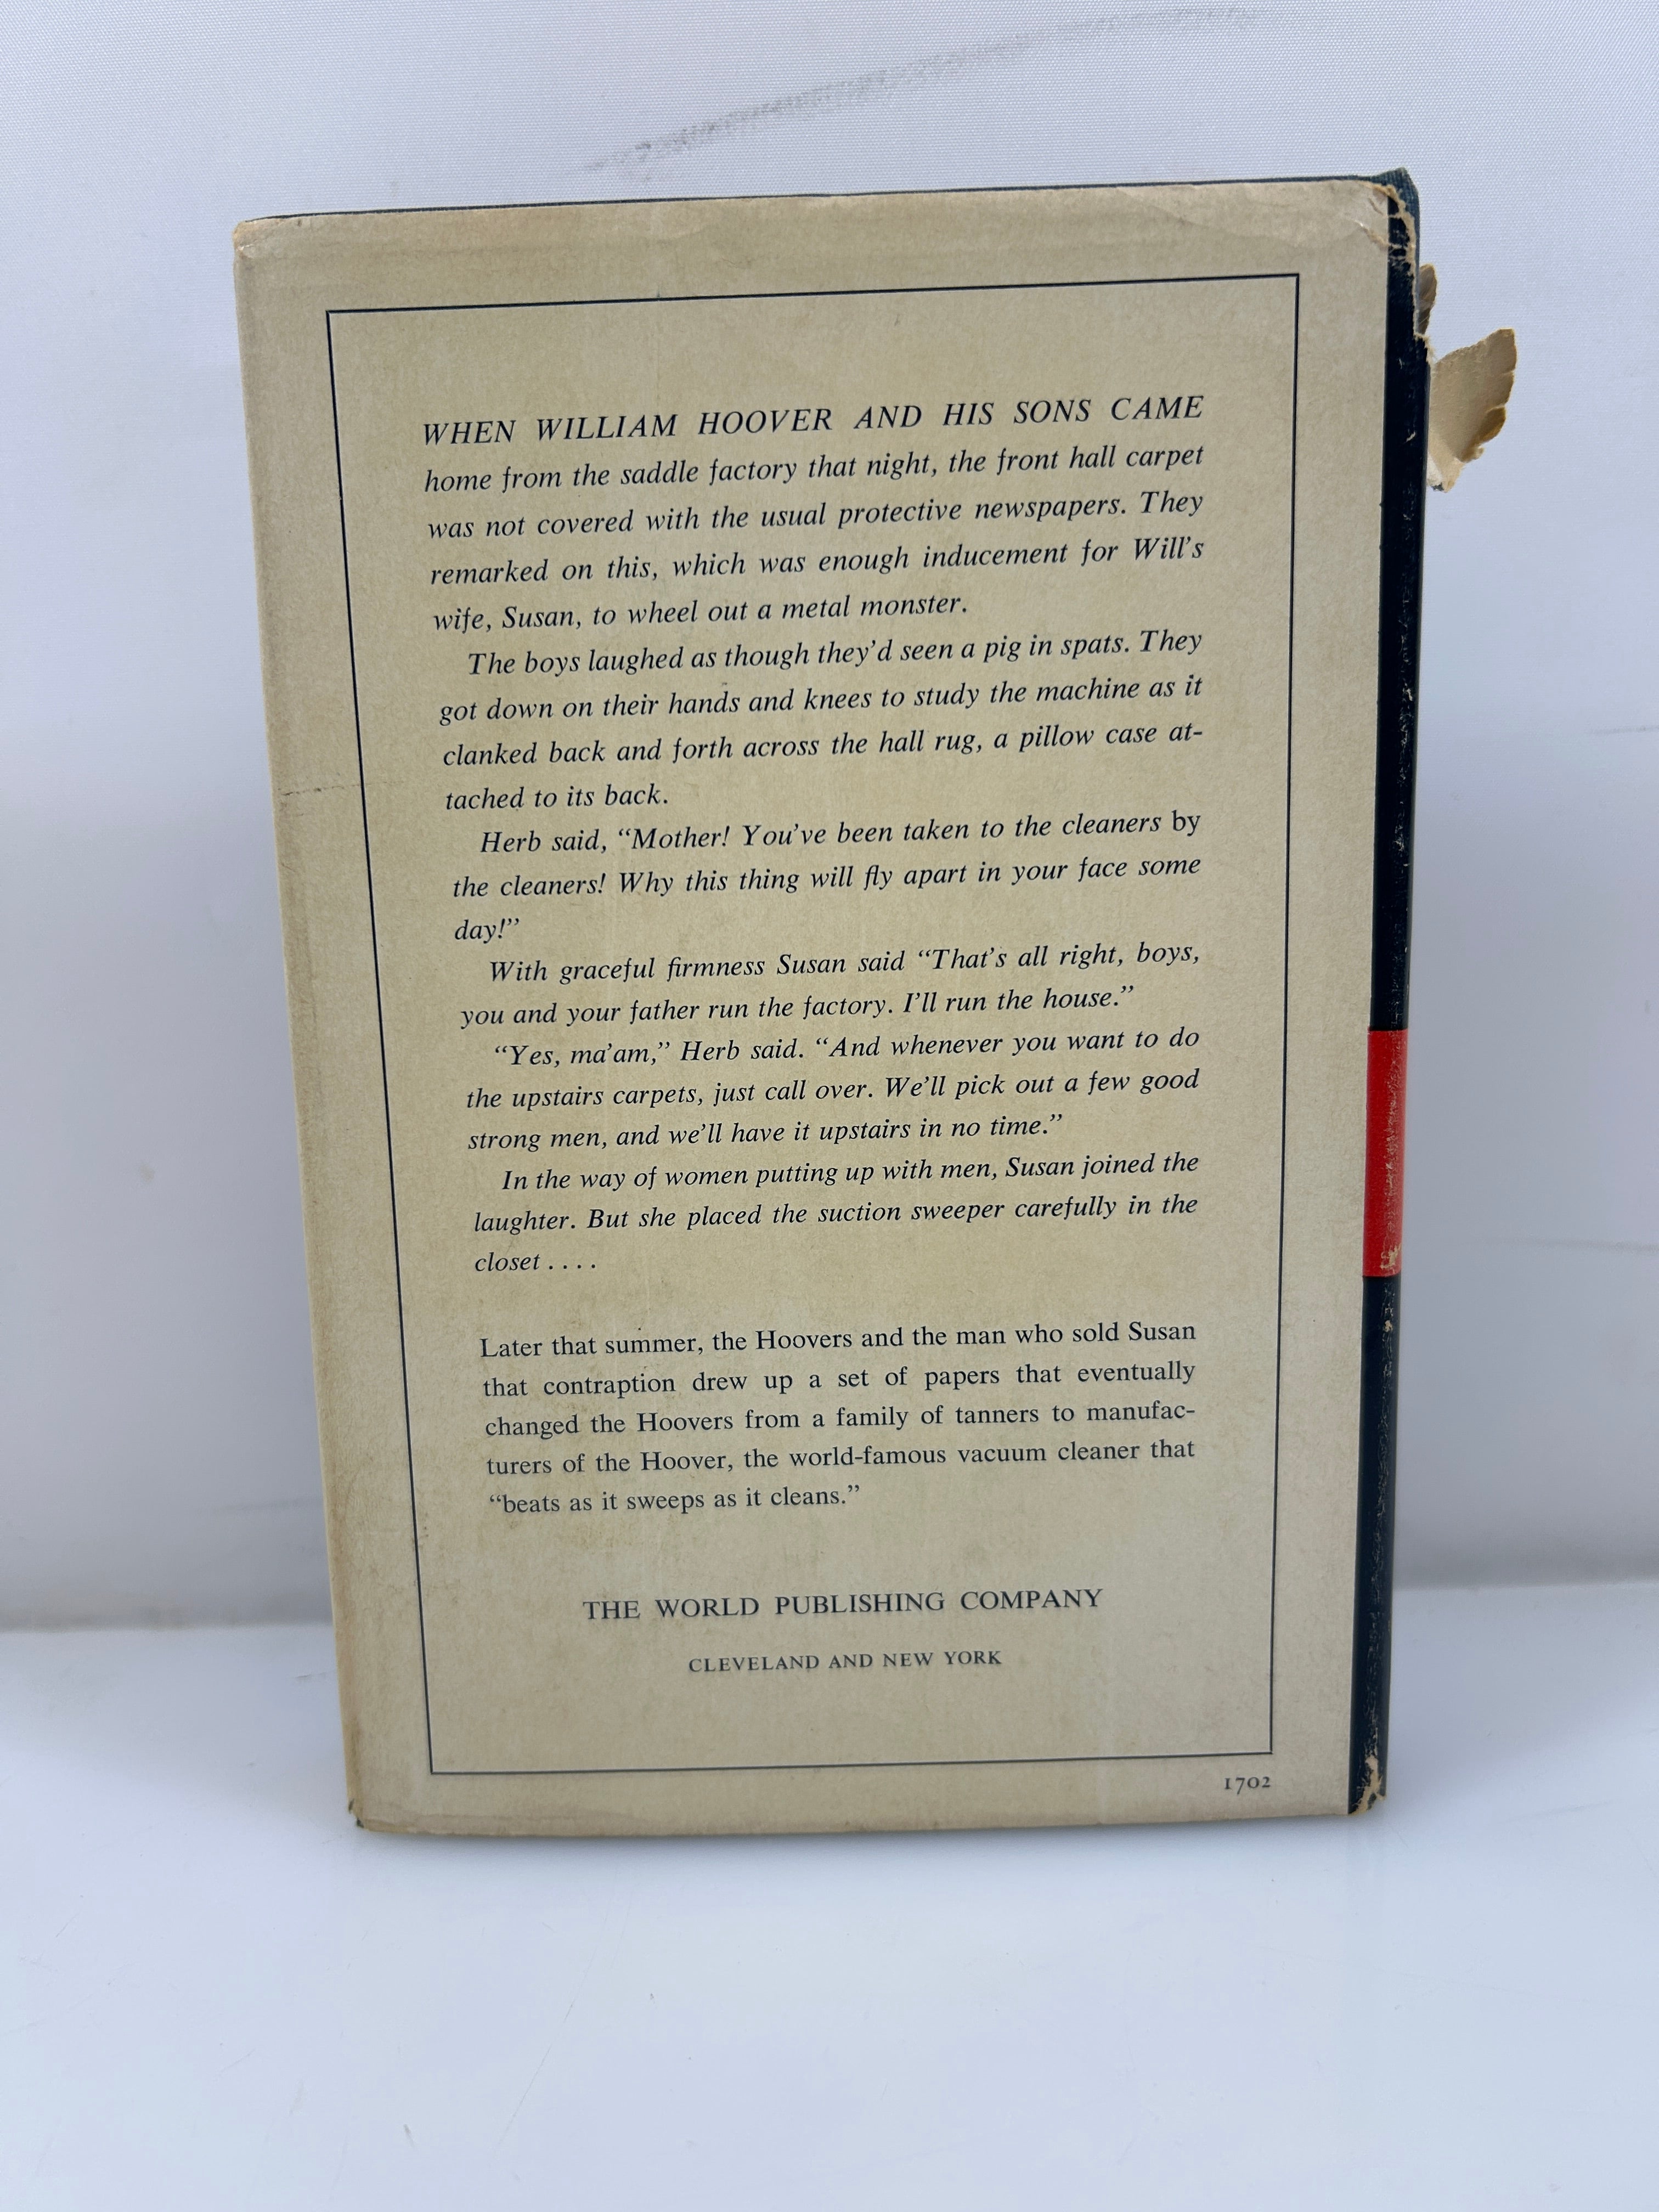 WHEN WILLIAM HOOVER AND HIS SONS CAME
home from the saddle factory that night, the front hall carpet
was not covered with the usual protective newspapers. They
remarked on this, which was enough inducement for Will's
wife, Susan, to wheel out a metal monster.
The boys laughed as though they'd seen a pig in spats. They
got down on their hands and knees to study the machine as it
clanked back and forth across the hall rug, a pillow case at-
tached to its back.
Herb said, “Mother! You've been taken to the cleaners by
the cleaners! Why this thing will fly apart in your face some
day!”
With graceful firmness Susan said “That's all right, boys,
you and your father run the factory. I'll run the house.”
“Yes, ma'am,” Herb said. “And whenever you want to do
the upstairs carpets, just call over. We'll pick out a few good
strong men, and we'll have it upstairs in no time.”
In the way of women putting up with men, Susan joined the
laughter. But she placed the suction sweeper carefully in the
closet . . . .
Later that summer, the Hoovers and the man who sold Susan
that contraption drew up a set of papers that eventually
changed the Hoovers from a family of tanners to manufac-
turers of the Hoover, the world-famous vacuum cleaner that
“beats as it sweeps as it cleans.”
THE WORLD PUBLISHING COMPANY
CLEVELAND AND NEW YORK
1702